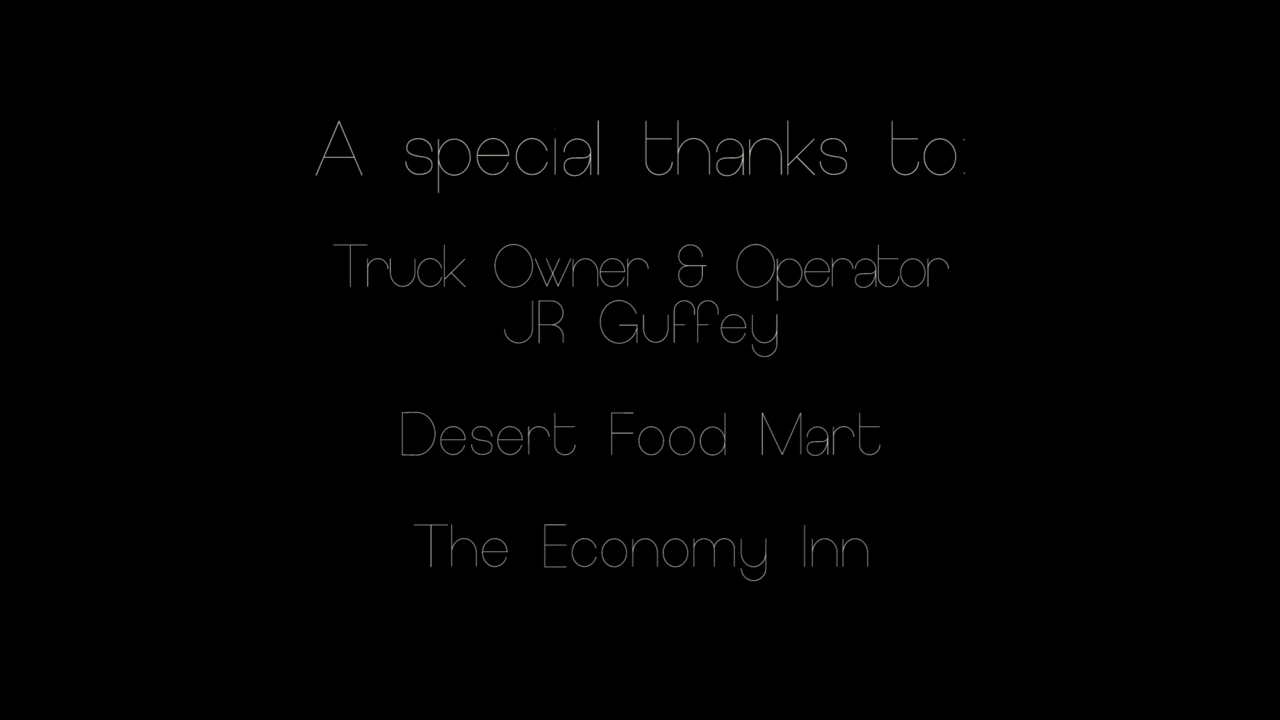 A special thanks to:
Truck Owner & Operator
JR Guffey
Desert Food Mart
The Economy Inn